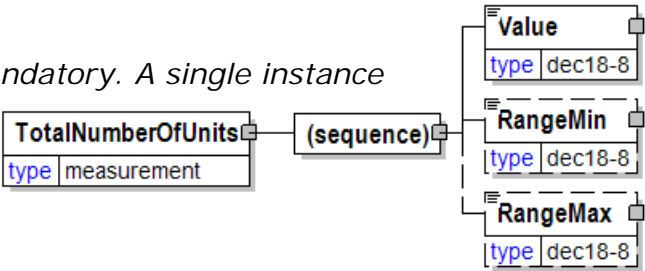 Value
type dec18-8
ndatory. A single instance
RangeMin
type dec18-8
TotalNumberOfUnits
type measurement
(sequence)
RangeMax
type dec18-8